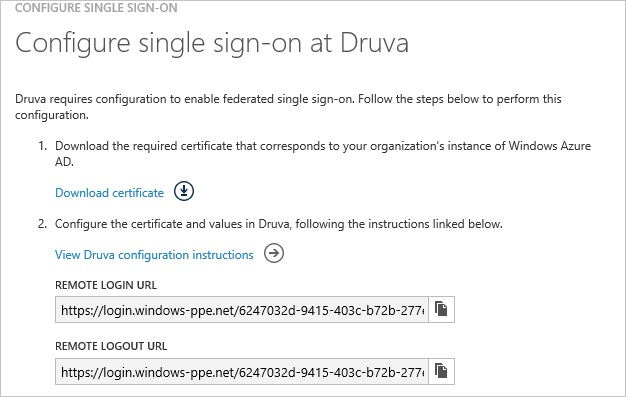 CONFIGURE SINGLE SIGN-ON
Configure single sign-on at Druva
Druva requires configuration to enable federated single sign-on. Follow the steps below to perform this
configuration.
1. Download the required certificate that corresponds to your organization's instance of Windows Azure
AD.
Download certificate
2. Configure the certificate and values in Druva, following the instructions linked below.
View Druva configuration instructions
REMOTE LOGIN URL
https://login.windows-ppe.net/6247032d-9415-403c-b72b-277e
REMOTE LOGOUT URL
https://login.windows-ppe.net/6247032d-9415-403c-b72b-277e